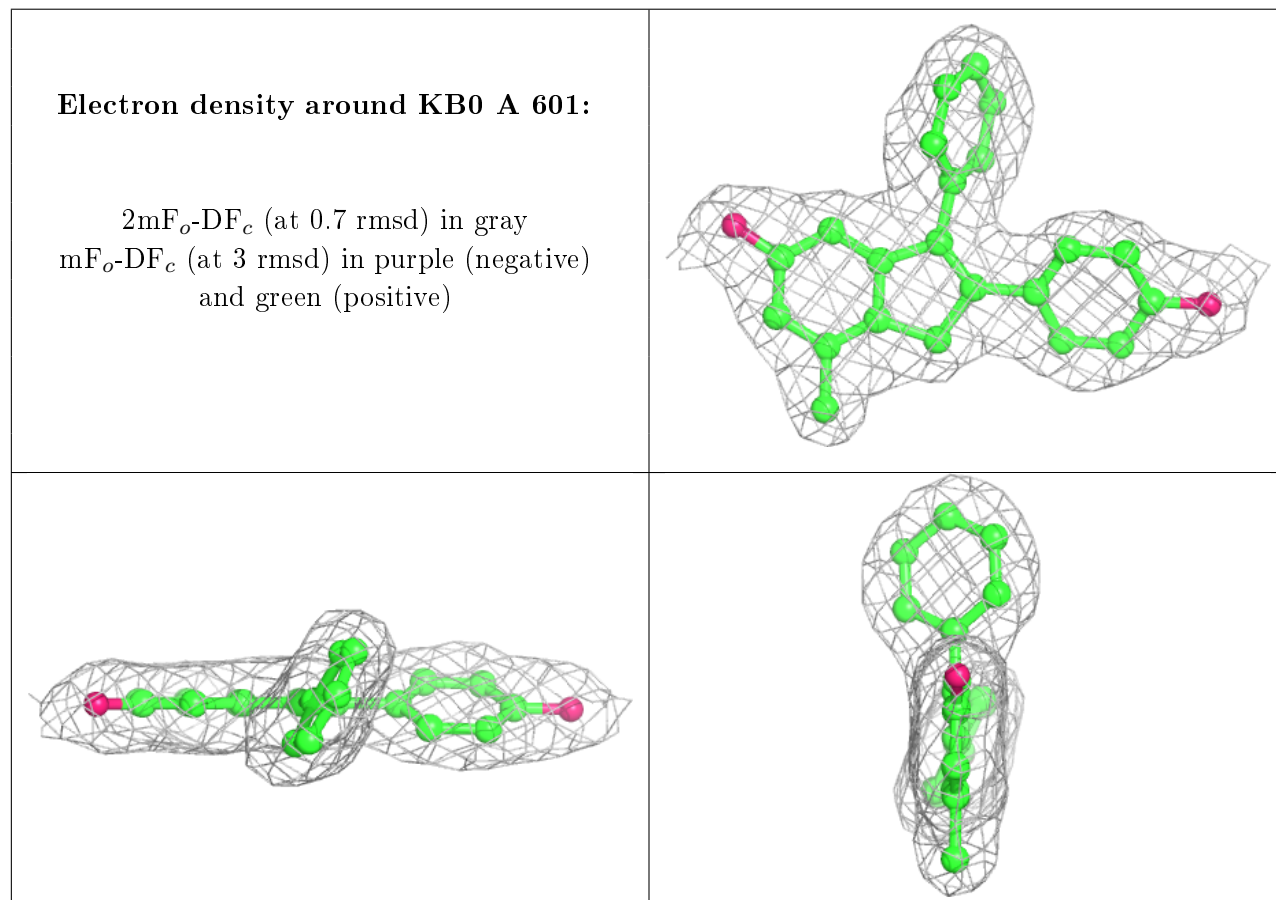 Electron density around KB0 A 601:
2mFo-DFc (at 0.7 rmsd) in gray
mFo-DFc (at 3 rmsd) in purple (negative)
and green (positive)